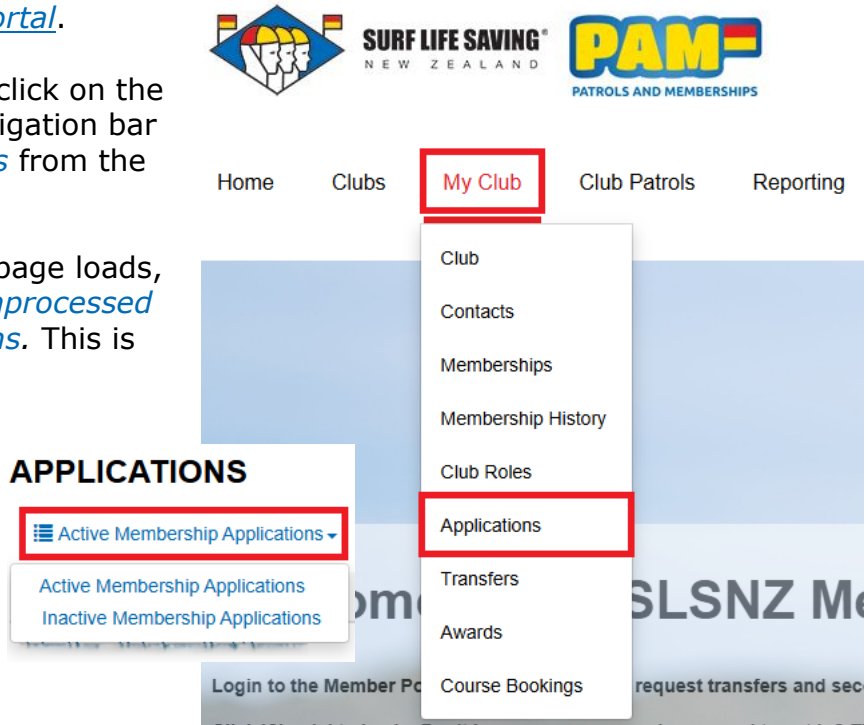 ortal.
SURF LIFE SAVING®
NEW ZEALAND
PAM
PATROLS AND MEMBERSHIPS
click on the
igation bar
s from the
page loads,
nprocessed
ns. This is
Home Clubs My Club Club Patrols Reporting
Club
Contacts
Memberships
Membership History
Club Roles
Applications
Transfers
Awards
Course Bookings
APPLICATIONS
Active Membership Applications
Active Membership Applications
Inactive Membership Applications
ome SLSNZ Me
Login to the Member Po request transfers and sec